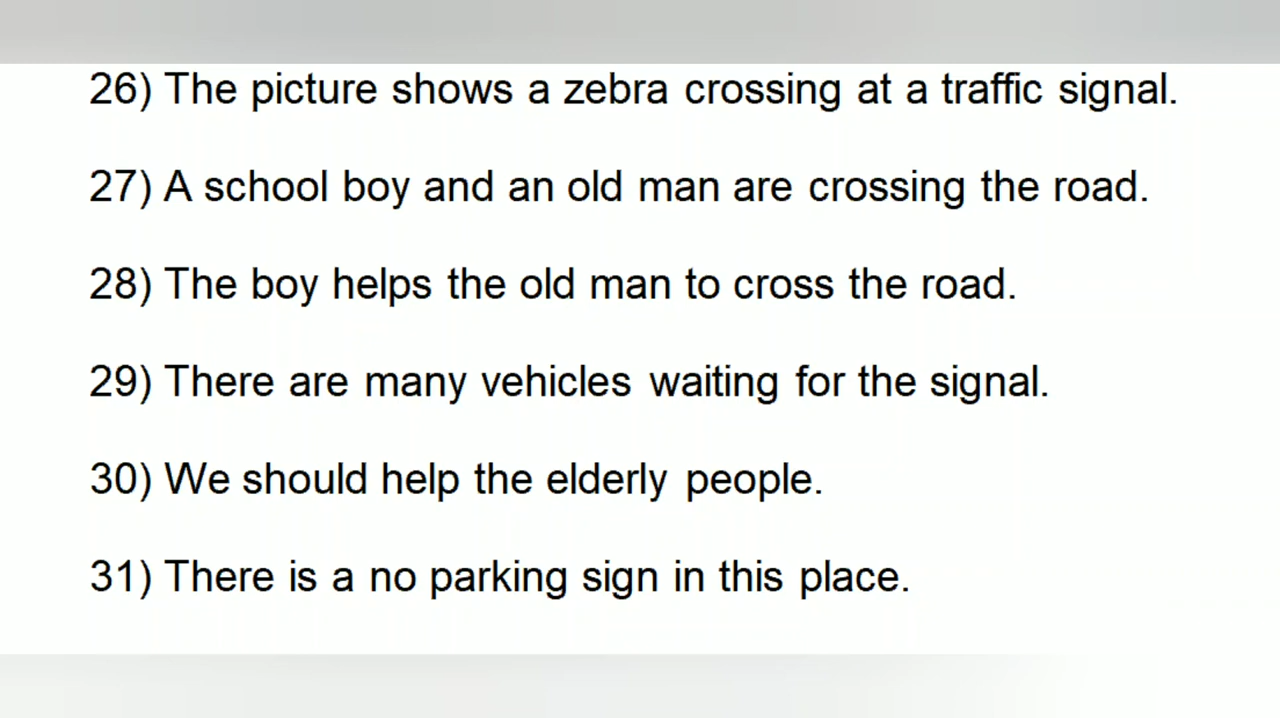 26) The picture shows a zebra crossing at a traffic signal.
27) A school boy and an old man are crossing the road.
28) The boy helps the old man to cross the road.
29) There are many vehicles waiting for the signal.
30) We should help the elderly people.
31) There is a no parking sign in this place.